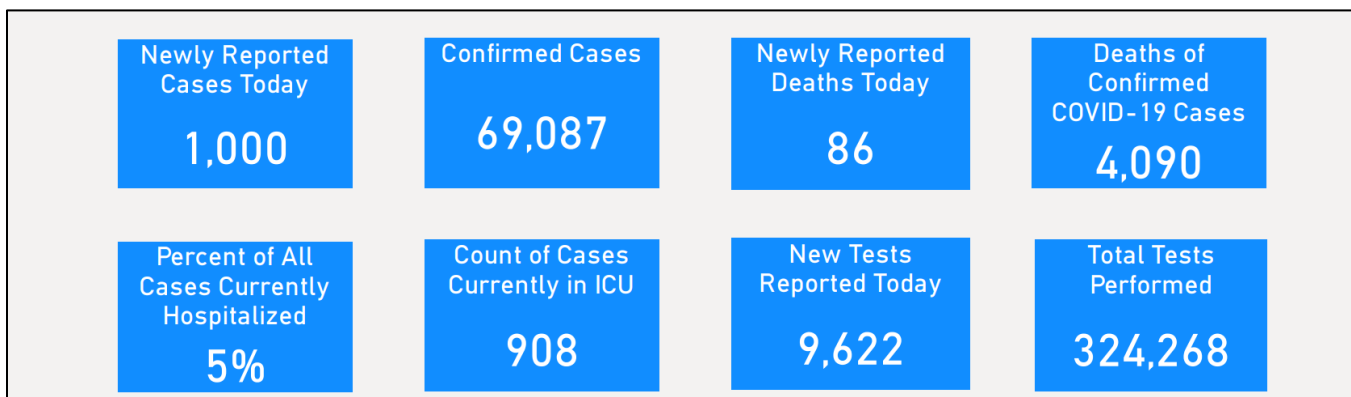 Newly Reported
Cases Today
1,000
Confirmed Cases
69,087
Newly Reported
Deaths Today
86
Deaths of
Confirmed
COVID-19 Cases
4,090
Percent of All
Cases Currently
Hospitalized
5%
Count of Cases
Currently in ICU
908
New Tests
Reported Today
9,622
Total Tests
Performed
324,268